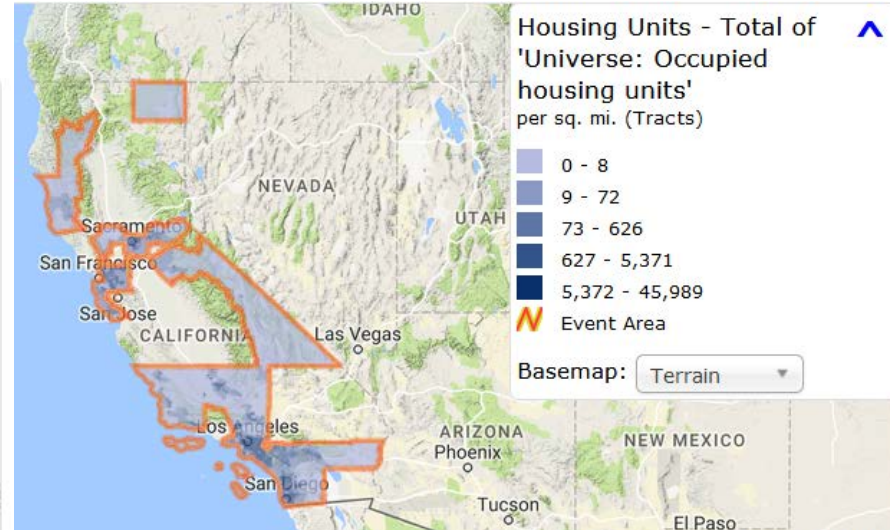 IDAHO
Housing Units - Total of
'Universe: Occupied
housing units'
per sq. mi. (Tracts)
0 - 8
9 - 72
73 - 626
627 - 5,371
5,372 - 45,989
Event Area
Basemap: Terrain
NEVADA
UTAH
Sacramento
San Francisco
San Jose
CALIFORNIA
Las Vegas
Los Angeles
ARIZONA
Phoenix
NEW MEXICO
San Diego
Tucson
El Paso